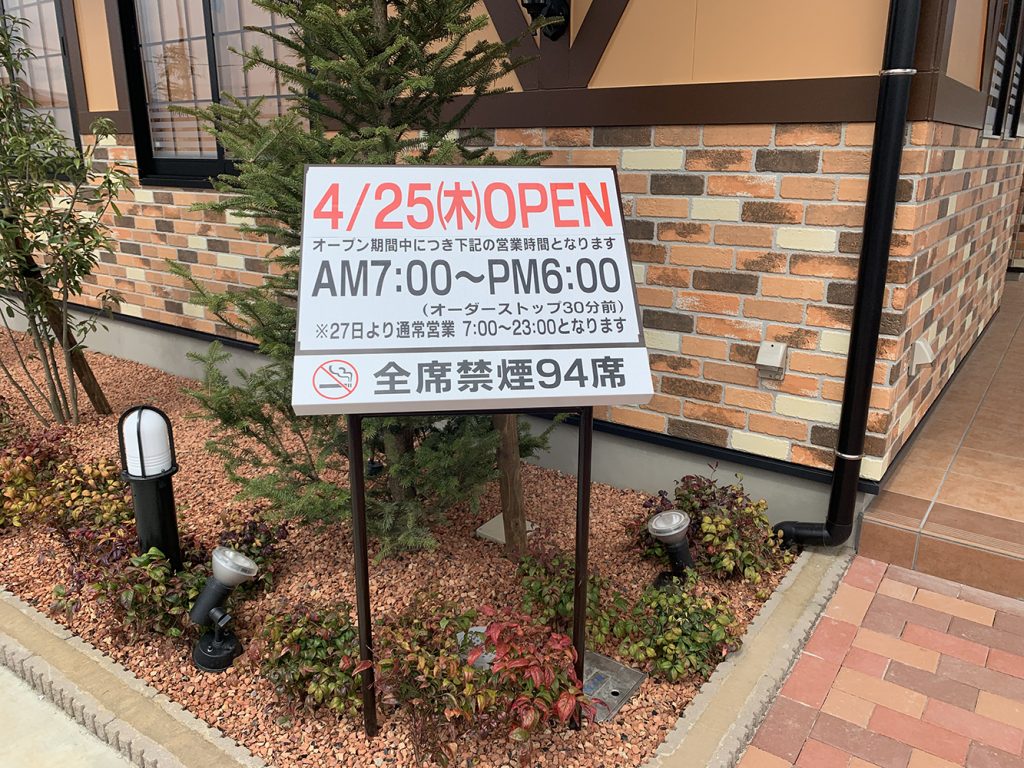 4/25(木)OPEN
オープン期間中につき下記の営業時間となります
AM7:00～PM6:00
(オーダーストップ30分前)
※27日より通常営業 7:00～23:00となります
全席禁煙94席